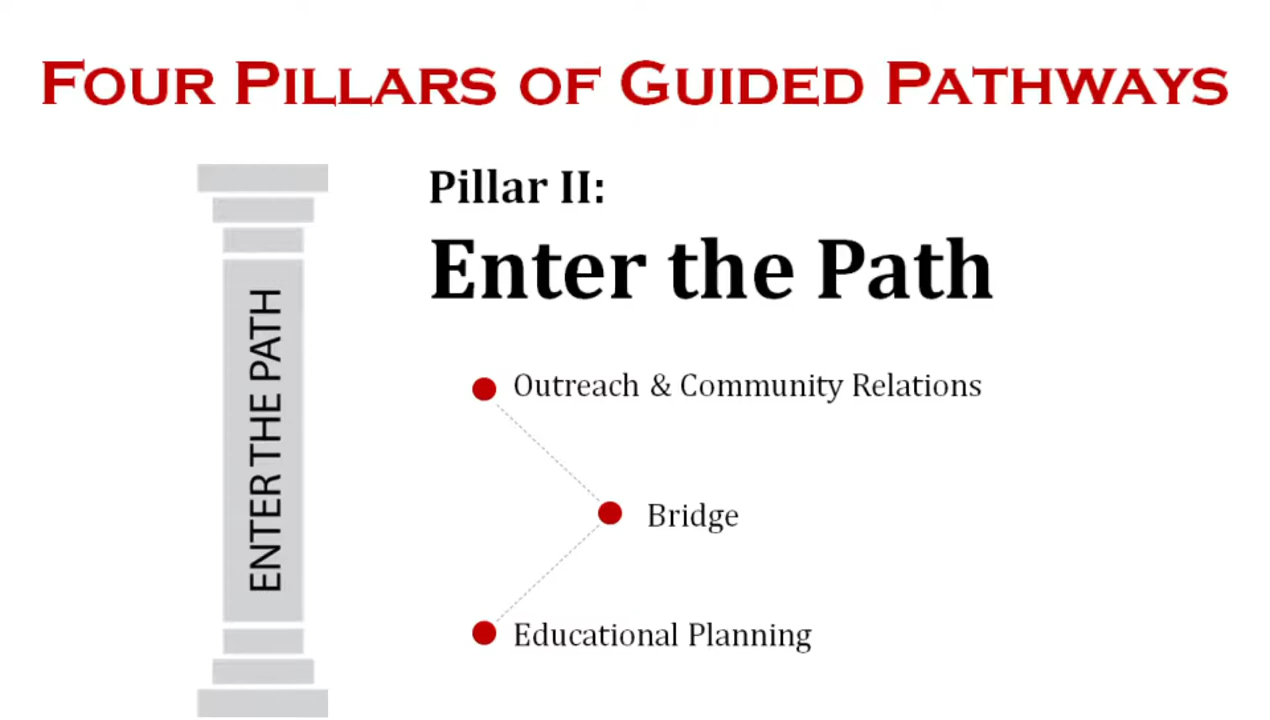 FOUR PILLARS OF GUIDED PATHWAYS
ENTER THE PATH
Pillar II:
Enter the Path
Outreach & Community Relations
Bridge
Educational Planning